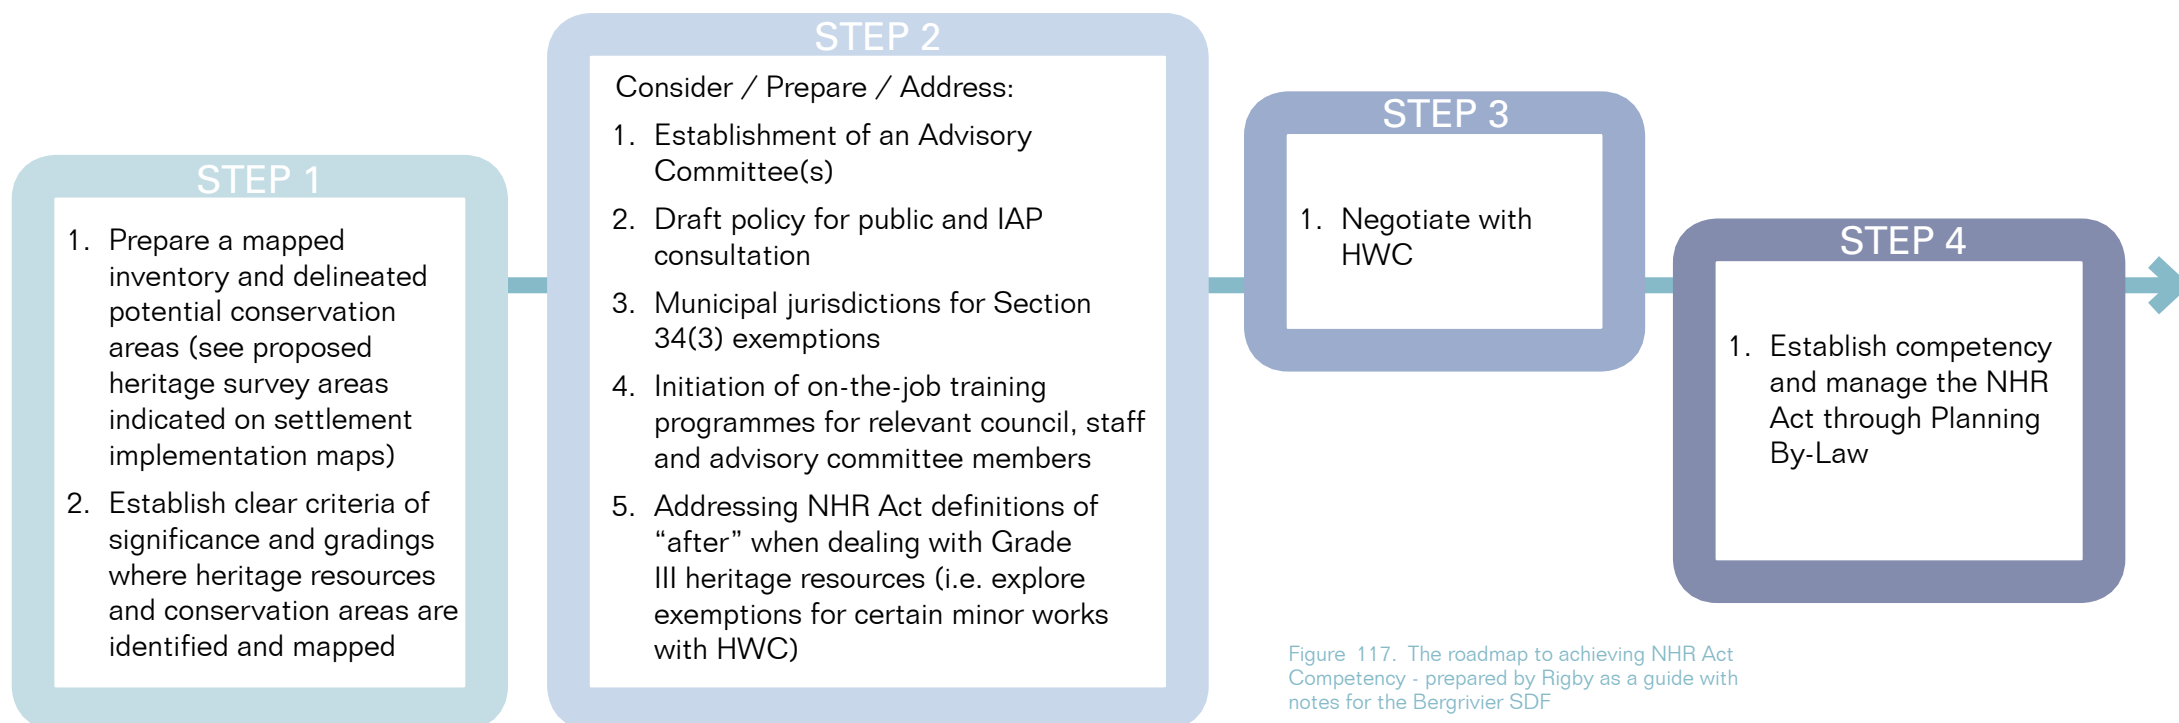 STEP 1
1. Prepare a mapped
inventory and delineated
potential conservation
areas (see proposed
heritage survey areas
indicated on settlement
implementation maps)
2. Establish clear criteria of
significance and gradings
where heritage resources
and conservation areas are
identified and mapped
STEP 2
Consider / Prepare / Address:
1. Establishment of an Advisory
Committee(s)
2. Draft policy for public and IAP
consultation
3. Municipal jurisdictions for Section
34(3) exemptions
4. Initiation of on-the-job training
programmes for relevant council, staff
and advisory committee members
5. Addressing NHR Act definitions of
“after” when dealing with Grade
III heritage resources (i.e. explore
exemptions for certain minor works
with HWC)
STEP 3
1. Negotiate with
HWC
STEP 4
1. Establish competency
and manage the NHR
Act through Planning
By-Law
Figure 117. The roadmap to achieving NHR Act
Competency - prepared by Rigby as a guide with
notes for the Bergrivier SDF